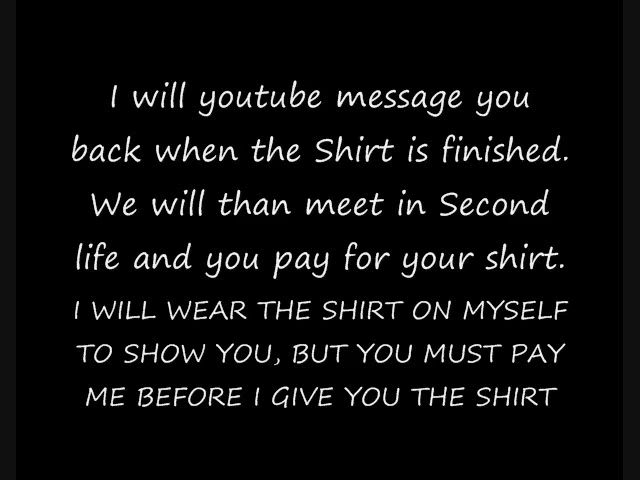 I will youtube message you
back when the Shirt is finished.
We will than meet in Second
life and you pay for your shirt.
I WILL WEAR THE SHIRT ON MYSELF
TO SHOW YOU, BUT YOU MUST PAY
ME BEFORE I GIVE YOU THE SHIRT